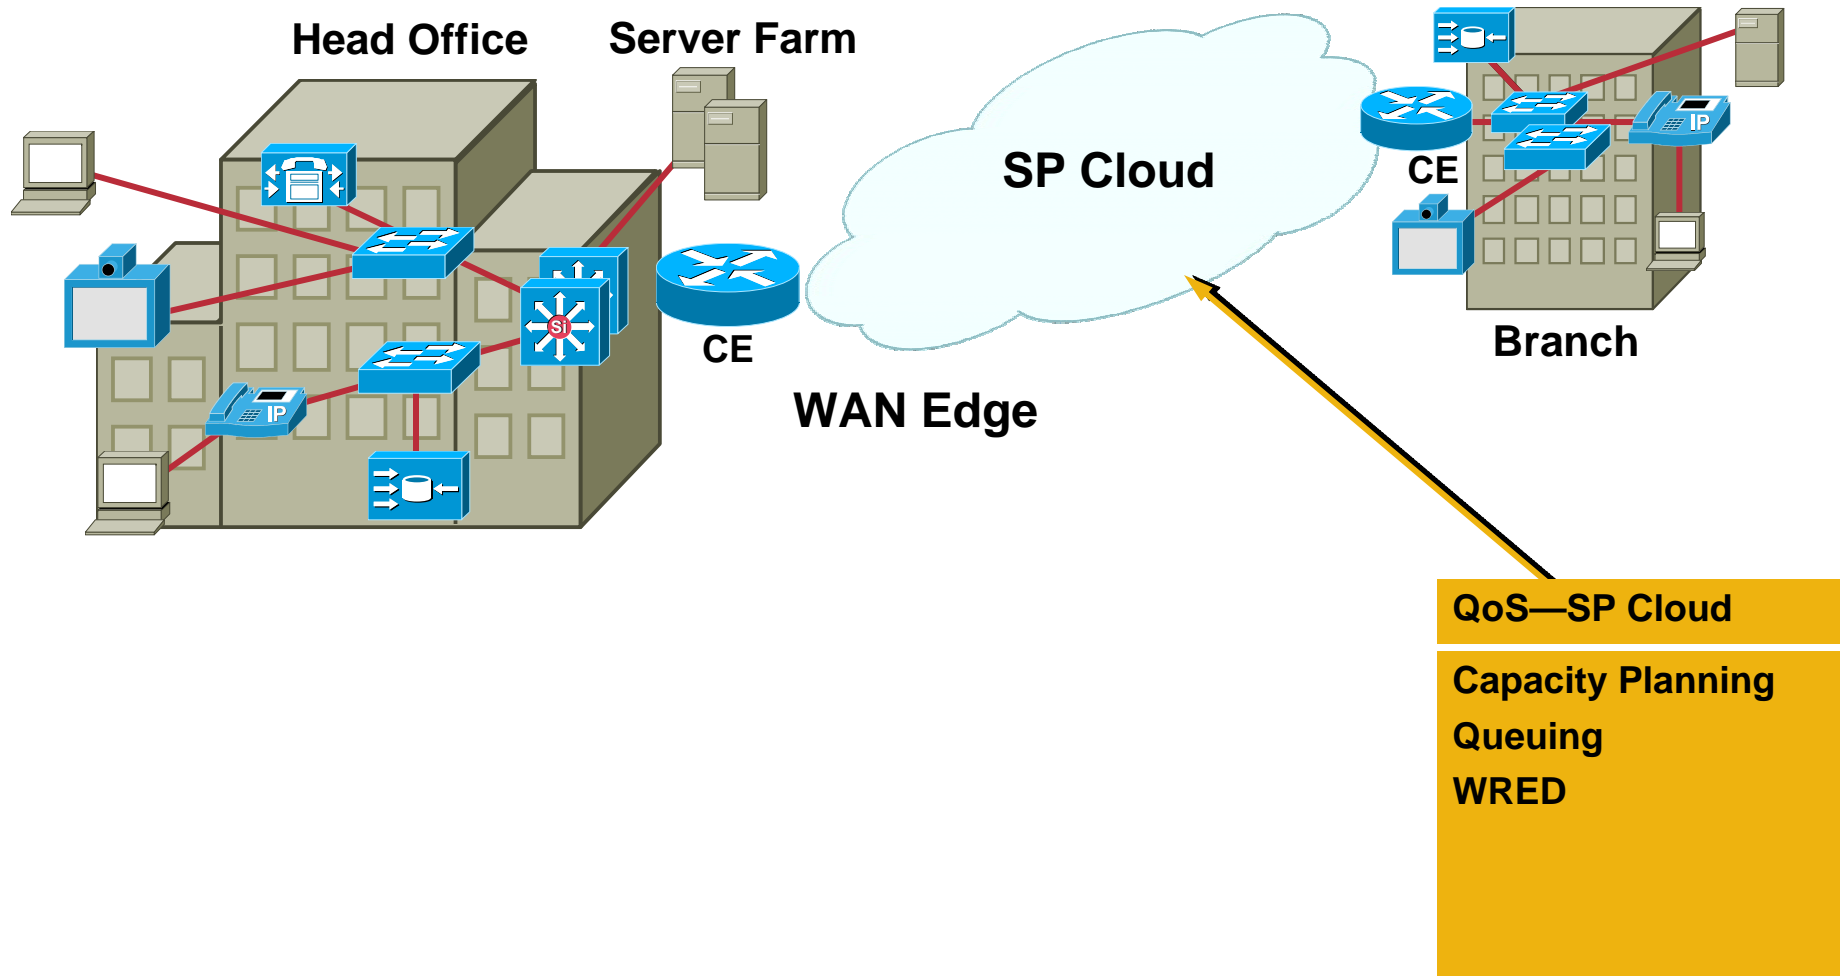 Head Office
Server Farm
SP Cloud
IP
CE
Si
CE
Branch
WAN Edge
IP
QoS—SP Cloud
Capacity Planning
Queuing
WRED